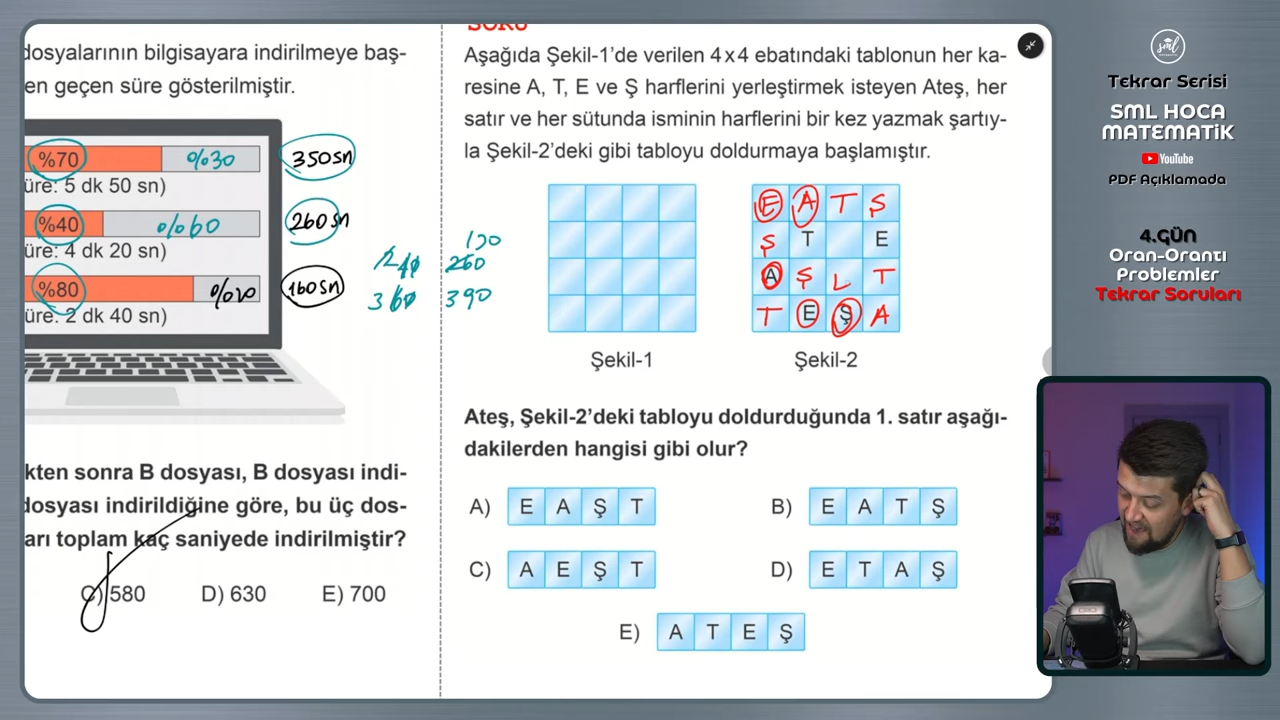 dosyalarının bilgisayara indirilmeye baş-
en geçen süre gösterilmiştir.
%70 %30 350sn
üre: 5 dk 50 sn)
%40 %60 260sn
üre: 4 dk 20 sn)
%80 %20 160sn
üre: 2 dk 40 sn)
260
360 390
kten sonra B dosyası, B dosyası indi-
dosyası indirildiğine göre, bu üç dos-
arı toplam kaç saniyede indirilmiştir?
C) 580 D) 630 E) 700
SORU
Aşağıda Şekil-1'de verilen 4x4 ebatındaki tablonun her ka-
resine A, T, E ve Ş harflerini yerleştirmek isteyen Ateş, her
satır ve her sütunda isminin harflerini bir kez yazmak şartıy-
la Şekil-2'deki gibi tabloyu doldurmaya başlamıştır.
E A T Ş
Ş T E
A Ş L T
T E Ş A
Şekil-1 Şekil-2
Ateş, Şekil-2'deki tabloyu doldurduğunda 1. satır aşağı-
dakilerden hangisi gibi olur?
A) E A Ş T B) E A T Ş
C) A E Ş T D) E T A Ş
E) A T E Ş
sml
Tekrar Serisi
SML HOCA
MATEMATİK
YouTube
PDF Açıklamada
4.GÜN
Oran-Orantı
Problemler
Tekrar Soruları